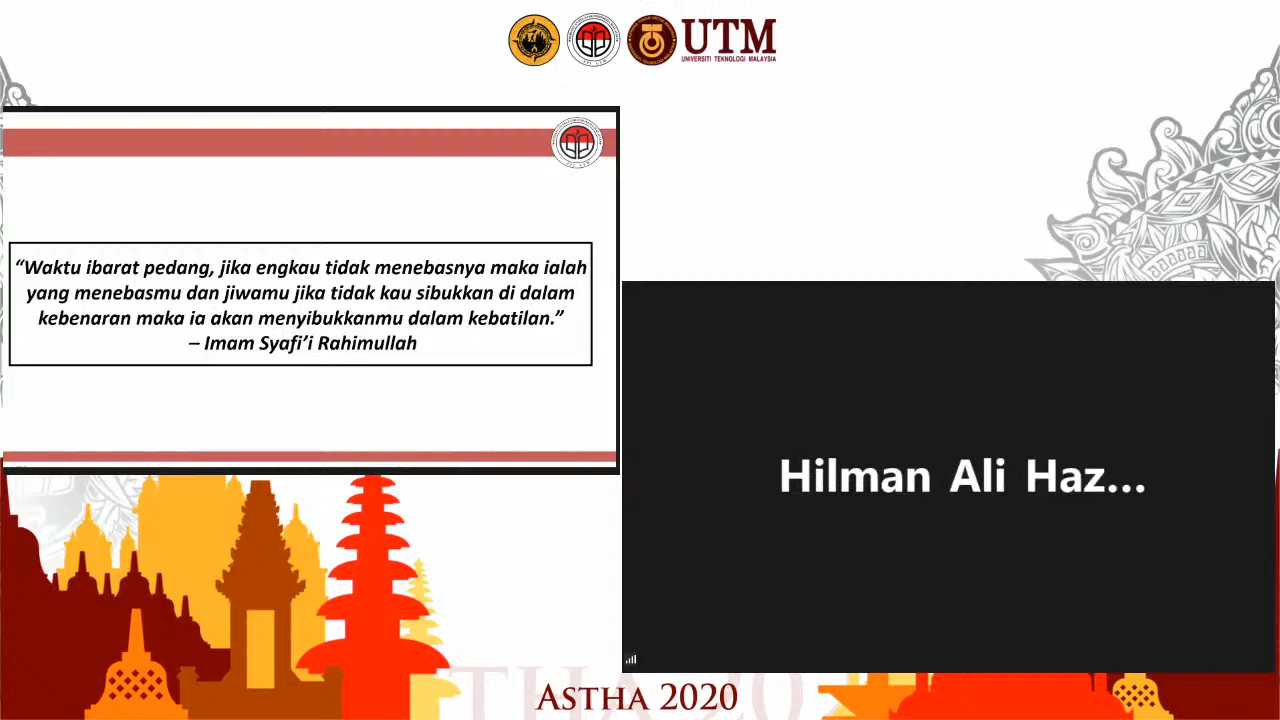 UTM
UNIVERSITI TEKNOLOGI MALAYSIA
“Waktu ibarat pedang, jika engkau tidak menebasnya maka ialah
yang menebasmu dan jiwamu jika tidak kau sibukkan di dalam
kebenaran maka ia akan menyibukkanmu dalam kebatilan.”
– Imam Syafi’i Rahimullah
Hilman Ali Haz...
ASTHA 2020